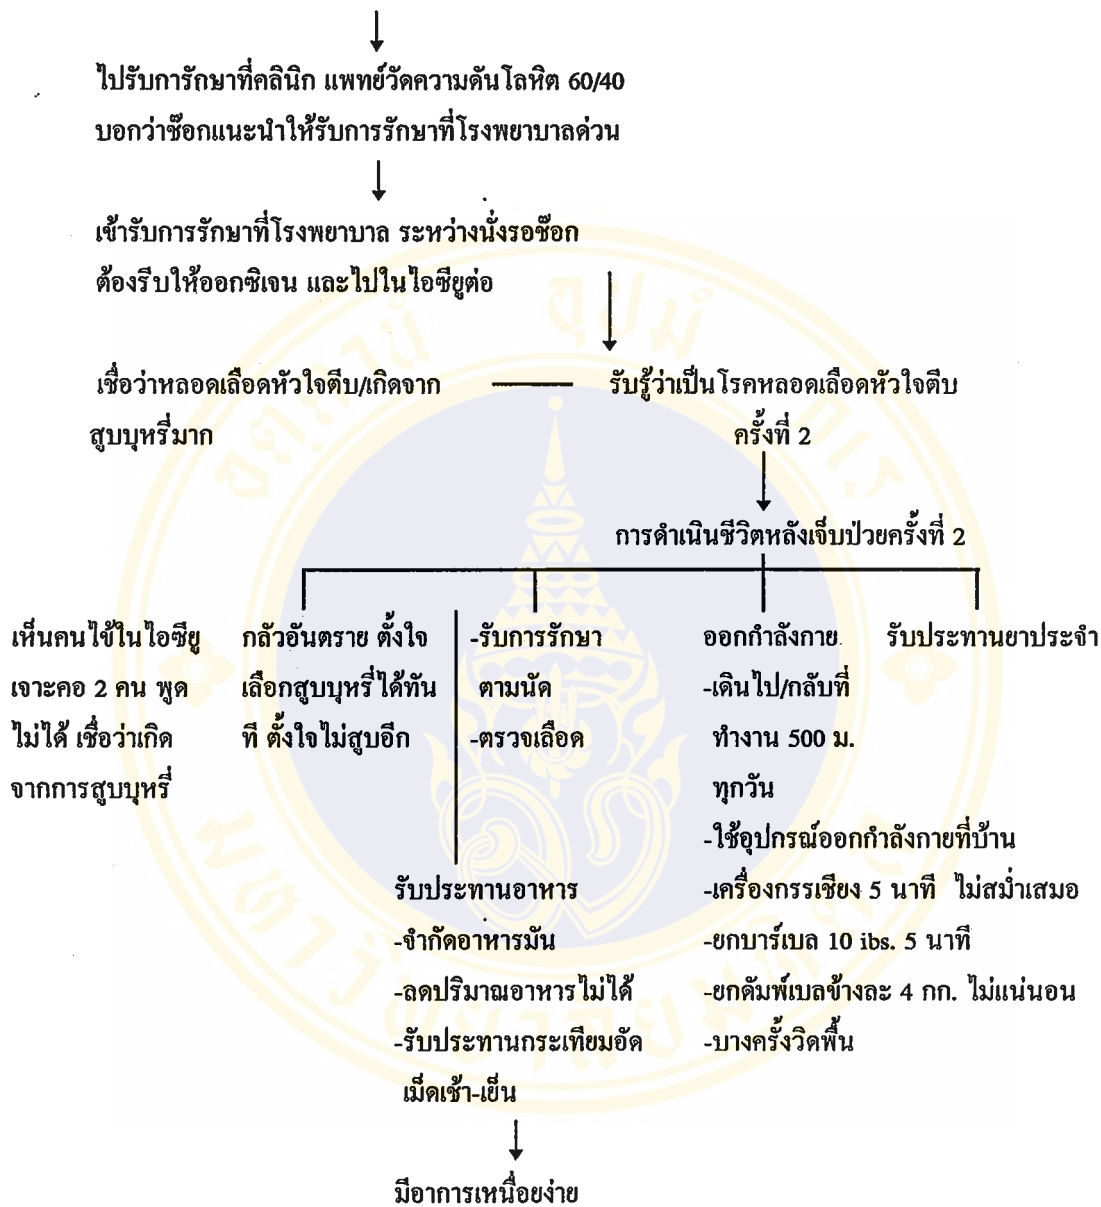 ไปรับการรักษาที่คลินิก แพทย์วัดความดันโลหิต 60/40
บอกว่าช๊อกแนะนำให้รับการรักษาที่โรงพยาบาลด่วน
เข้ารับการรักษาที่โรงพยาบาล ระหว่างนั่งรอช๊อก
ต้องรีบให้ออกซิเจน และไปในไอซียูต่อ
เชื่อว่าหลอดเลือดหัวใจตีบ/เกิดจาก
สูบบุหรี่มาก
รับรู้ว่าเป็นโรคหลอดเลือดหัวใจตีบ
ครั้งที่ 2
การดำเนินชีวิตหลังเจ็บป่วยครั้งที่ 2
เห็นคนไข้ในไอซียู
เจาะคอ 2 คน พูด
ไม่ได้ เชื่อว่าเกิด
จากการสูบบุหรี่
กลัวอันตราย ตั้งใจ
เลือกสูบบุหรี่ได้ทัน
ที ตั้งใจไม่สูบอีก
-รับการรักษา
ตามนัด
-ตรวจเลือด
รับประทานอาหาร
-จำกัดอาหารมัน
-ลดปริมาณอาหารไม่ได้
-รับประทานกระเทียมอัด
เม็ดเช้า-เย็น
มีอาการเหนื่อยง่าย
ออกกำลังกาย
-เดินไป/กลับที่
ทำงาน 500 ม.
ทุกวัน
-ใช้อุปกรณ์ออกกำลังกายที่บ้าน
-เครื่องกรรเชียง 5 นาที ไม่สม่ำเสมอ
-ยกบาร์เบล 10 ibs. 5 นาที
-ยกดัมพ์เบลข้างละ 4 กก. ไม่แน่นอน
-บางครั้งวิดพื้น
รับประทานยาประจำ
มหาวิทยาลัยมหิดล
อตฺตานํ อุปมํ กเร